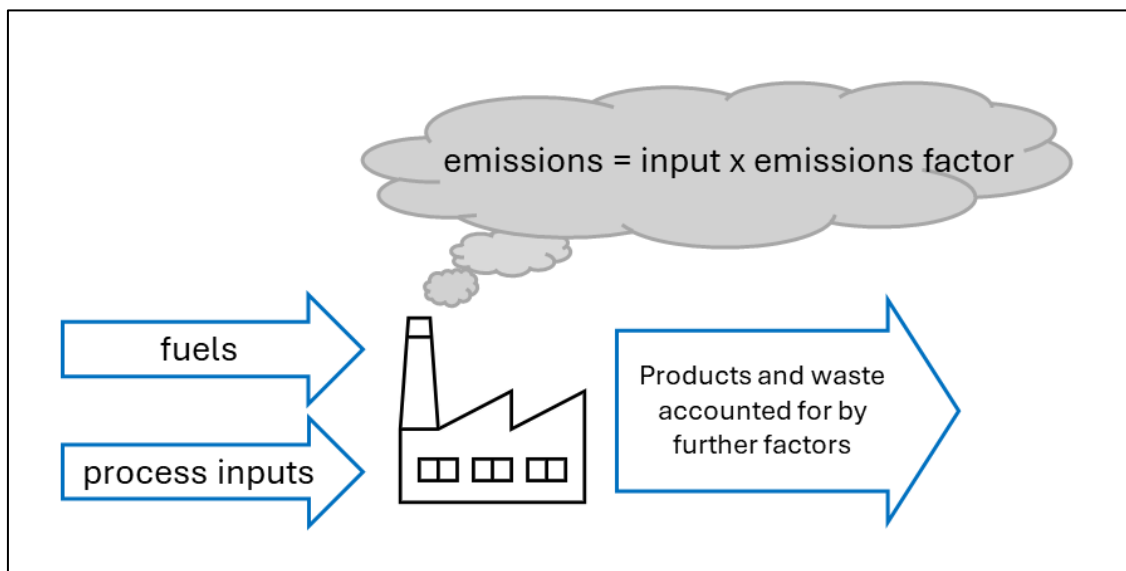 emissions = input x emissions factor
fuels
process inputs
Products and waste
accounted for by
further factors